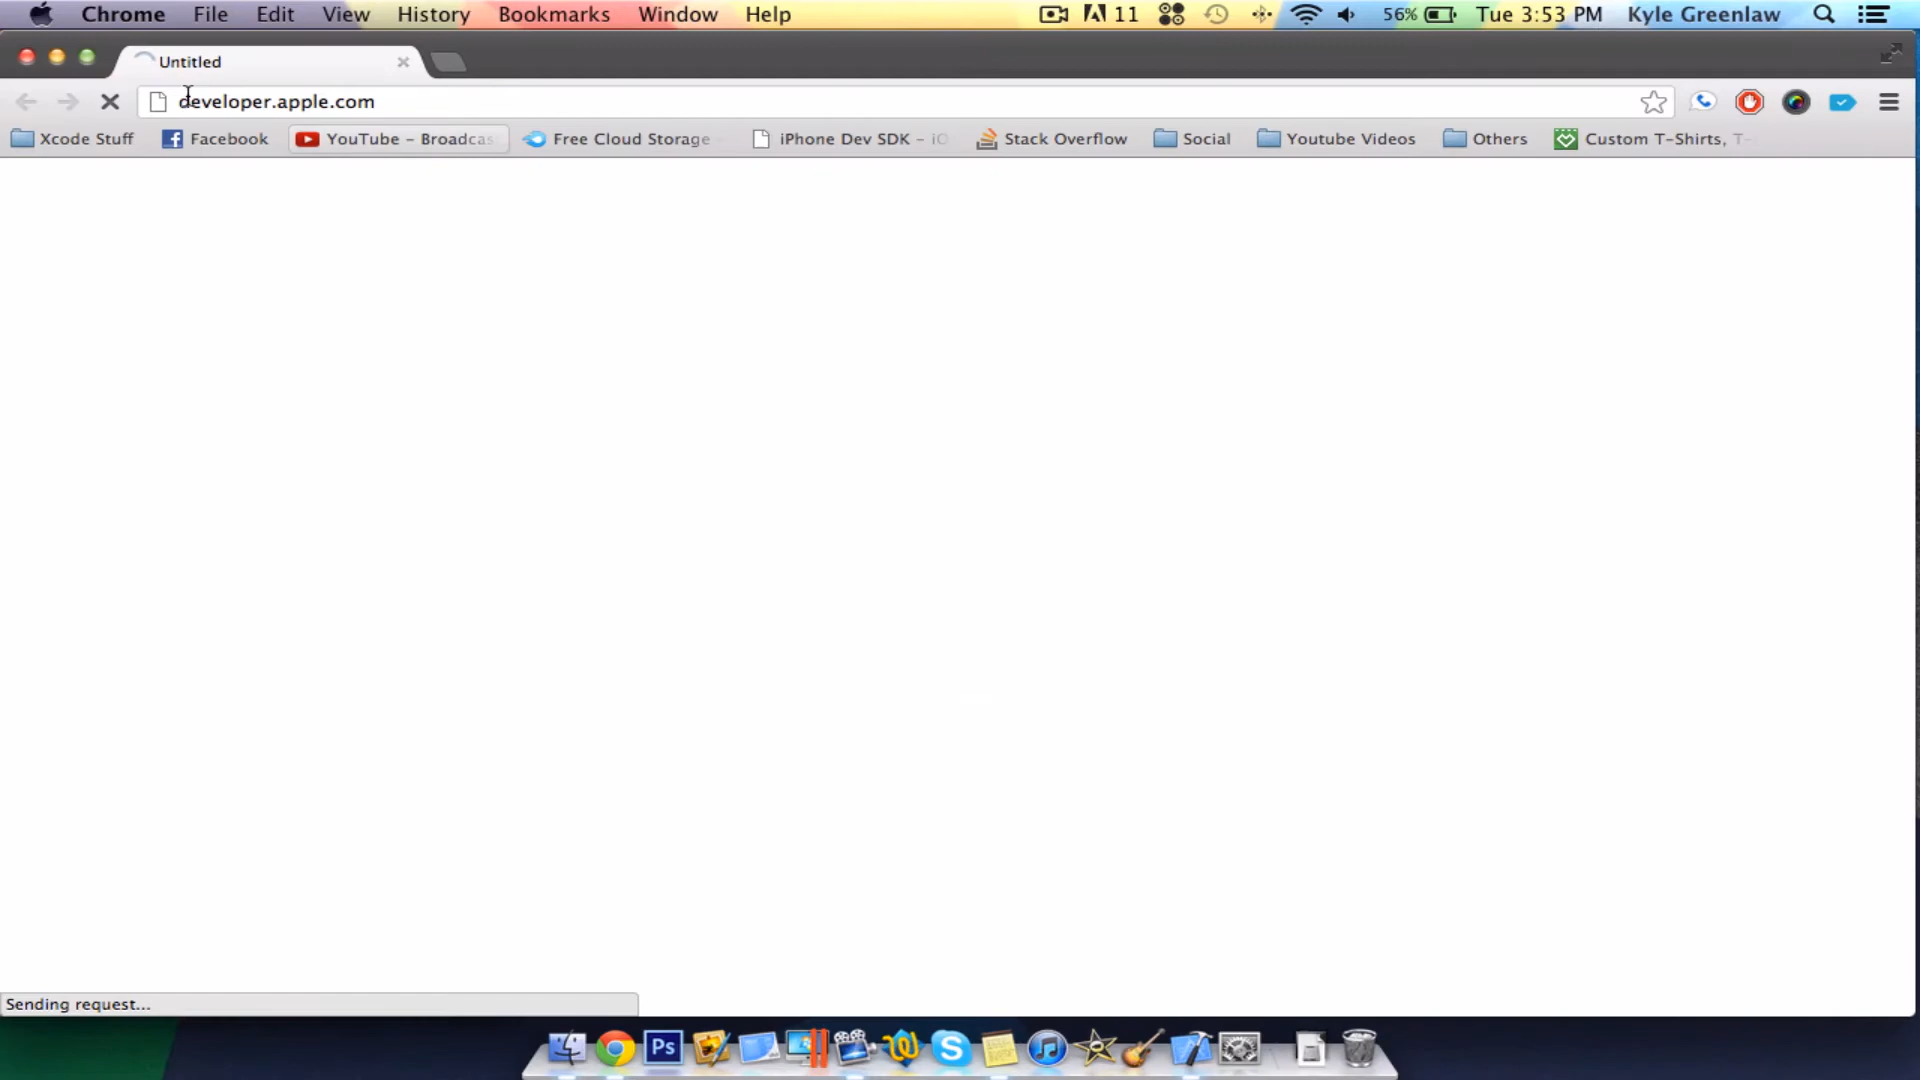 Chrome File Edit View History Bookmarks Window Help 11 56% Tue 3:53 PM Kyle Greenlaw
Untitled
developer.apple.com
Xcode Stuff Facebook YouTube - Broadcas Free Cloud Storage iPhone Dev SDK - iO Stack Overflow Social Youtube Videos Others Custom T-Shirts, T-
Sending request...
Ps